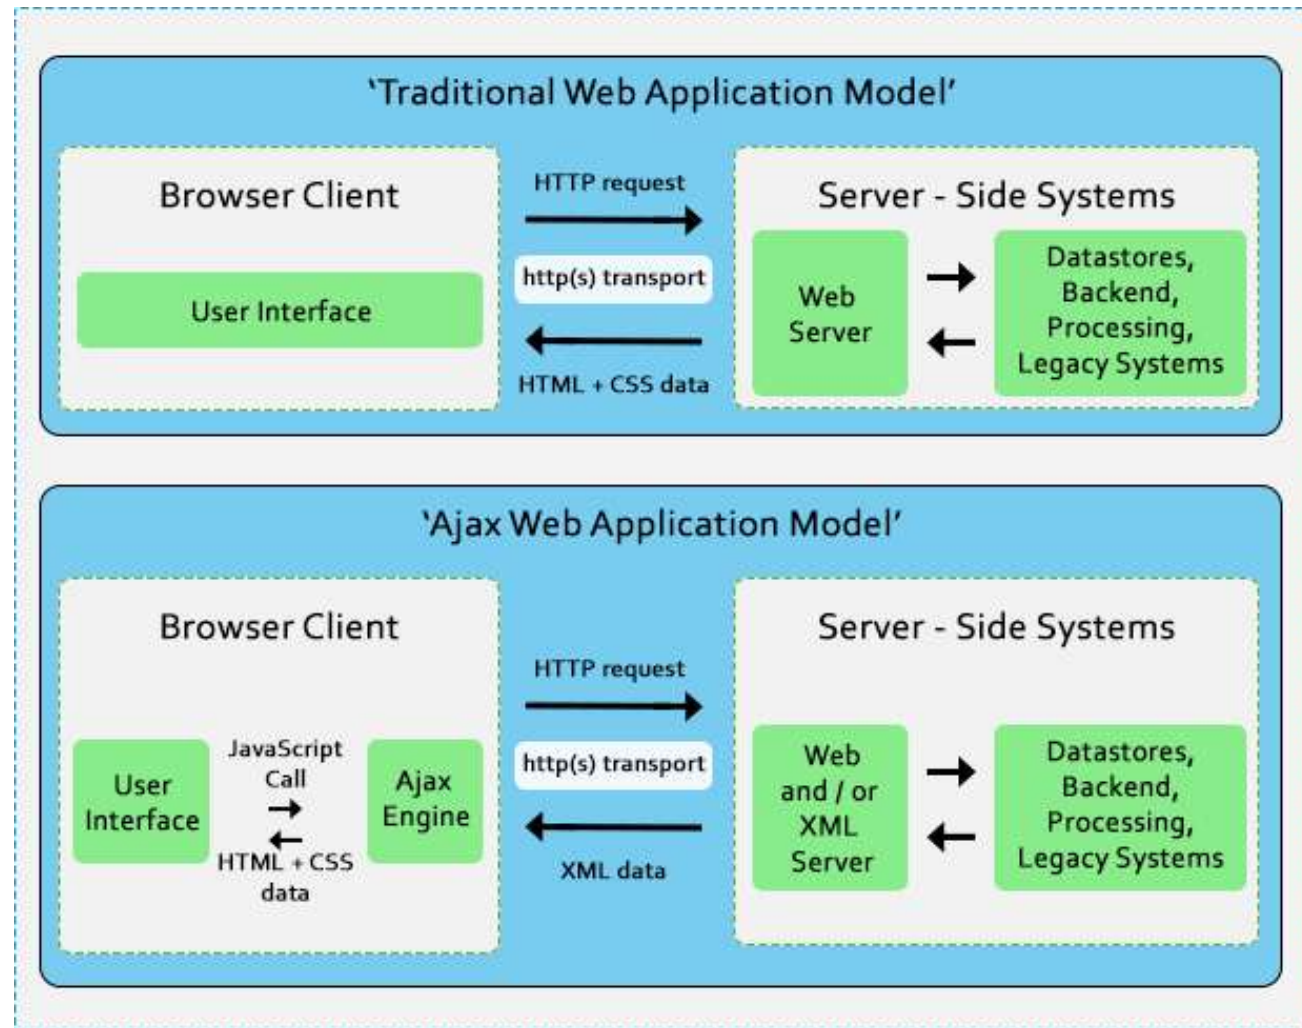 ‘Traditional Web Application Model’
Browser Client
User Interface
HTTP request
http(s) transport
HTML + CSS data
Server - Side Systems
Web
Server
Datastores,
Backend,
Processing,
Legacy Systems
‘Ajax Web Application Model’
Browser Client
User
Interface
JavaScript
Call
HTML + CSS
data
Ajax
Engine
HTTP request
http(s) transport
XML data
Server - Side Systems
Web
and / or
XML
Server
Datastores,
Backend,
Processing,
Legacy Systems